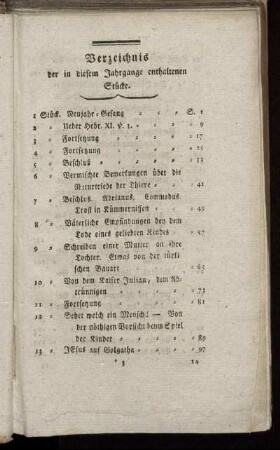 Verzeichnis
der in diesem Jahrgange enthaltenen
Stücke.
1 Stück. Neujahr-Gesang S. 1
2 Ueber Hebr. XI. V. 1. 9
3 Fortsetzung 17
4 Fortsetzung 25
5 Beschluß 33
6 Vermischte Bemerkungen über die
Naturtriebe der Thiere 41
7 Beschluß. Adrianus. Commodus.
Trost in Kümmernissen 49
8 Väterliche Empfindungen bey dem
Tode eines geliebten Kindes 57
9 Schreiben einer Mutter an ihre
Tochter. Etwas von der türki-
schen Bauart 65
10 Von dem Kaiser Julian, dem Ab-
trünnigen 73
11 Fortsetzung 81
12 Sehet welch ein Mensch! — Von
der nöthigen Vorsicht beym Spiel
der Kinder 89
13 JEsus auf Golgatha 97
* 3 14